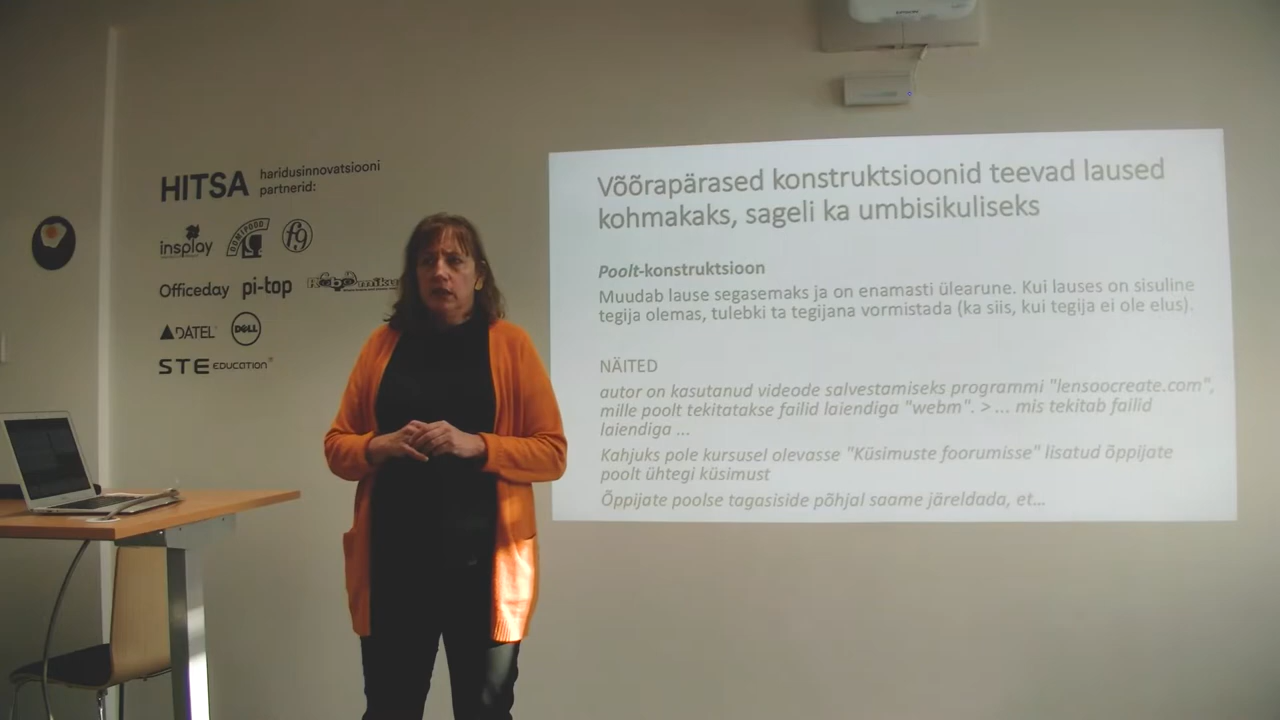 HITSA haridusinnovatsiooni
partnerid:
insplay OOMIPOOD f9
Officeday pi-top
DATEL DELL
STE EDUCATION
EPSON
Võõrapärased konstruktsioonid teevad laused
kohmakaks, sageli ka umbisikuliseks
Poolt-konstruktsioon
Muudab lause segasemaks ja on enamasti ülearune. Kui lauses on sisuline
tegija olemas, tulebki ta tegijana vormistada (ka siis, kui tegija ei ole elus).
NÄITED
autor on kasutanud videode salvestamiseks programmi "lensoocreate.com",
mille poolt tekitatakse failid laiendiga "webm". > ... mis tekitab failid
laiendiga ...
Kahjuks pole kursusel olevasse "Küsimuste foorumisse" lisatud õppijate
poolt ühtegi küsimust
Õppijate poolse tagasiside põhjal saame järeldada, et...